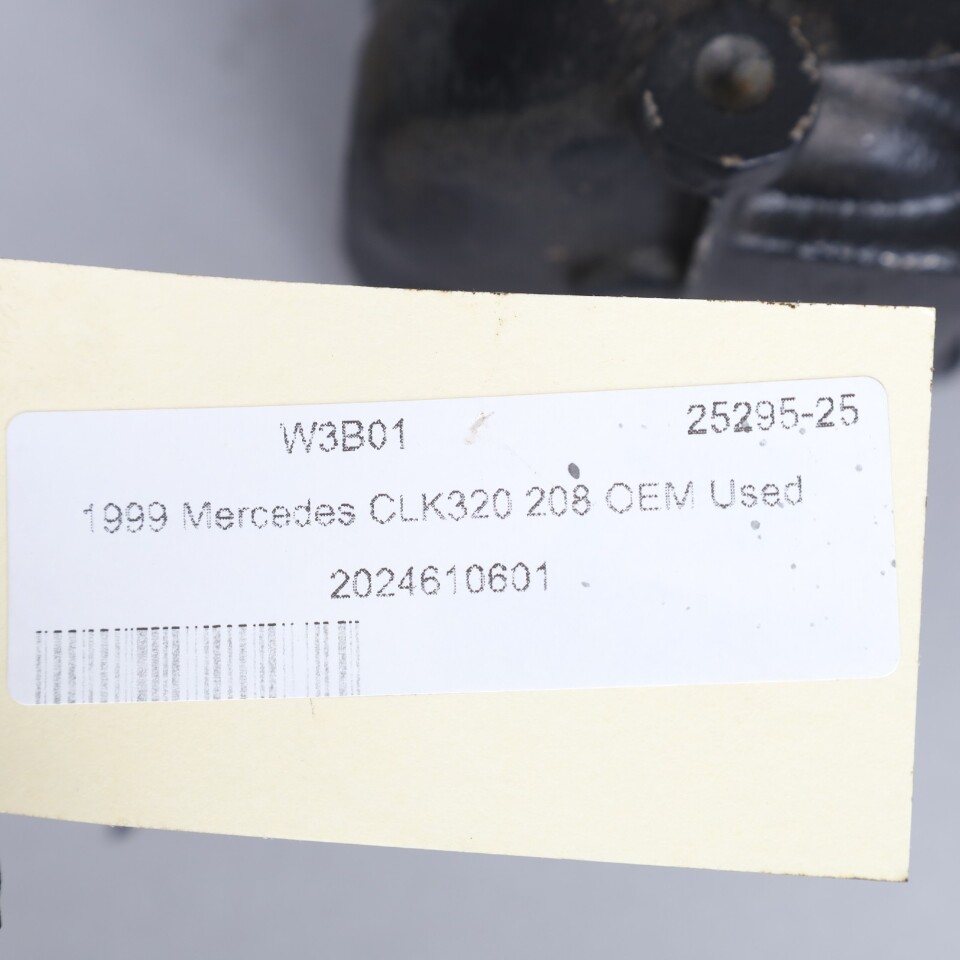 W3B01 25295-25
1999 Mercedes CLK320 208 OEM Used
2024610601